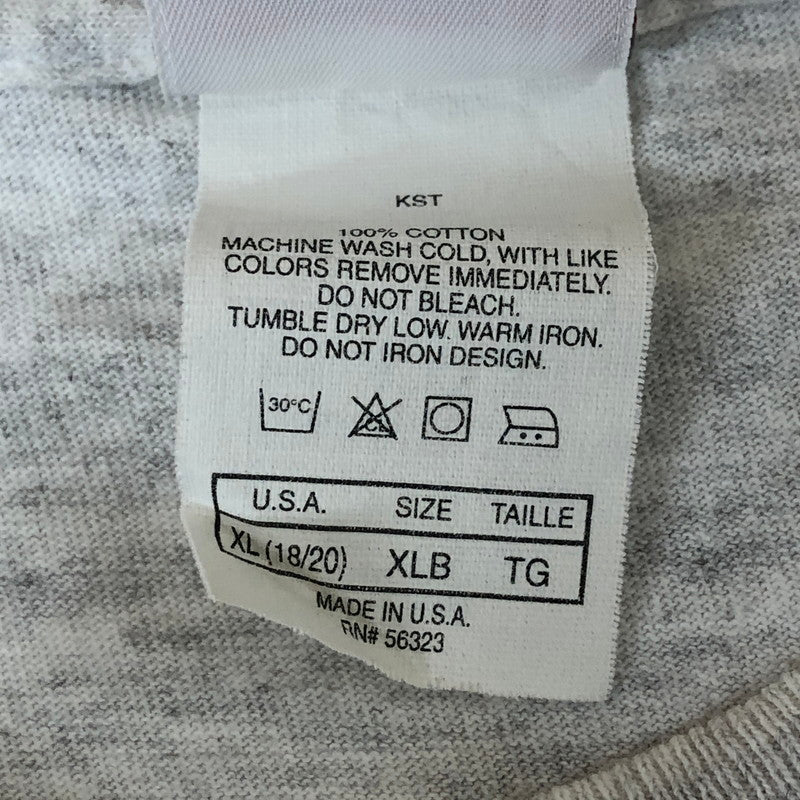 KST
100% COTTON
MACHINE WASH COLD, WITH LIKE
COLORS REMOVE IMMEDIATELY.
DO NOT BLEACH.
TUMBLE DRY LOW. WARM IRON.
DO NOT IRON DESIGN.
30°C CL
U.S.A. SIZE TAILLE
XL (18/20) XLB TG
MADE IN U.S.A.
RN# 56323